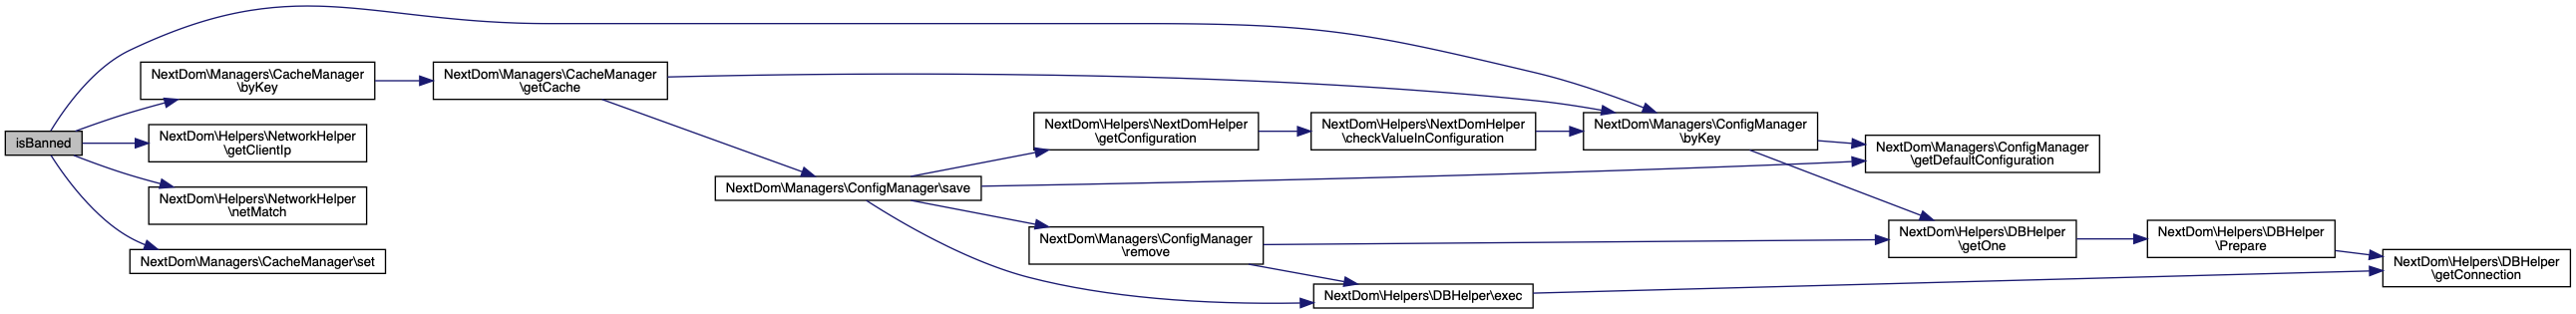 isBanned
NextDom\Managers\CacheManager
\byKey
NextDom\Helpers\NetworkHelper
\getClientIp
NextDom\Helpers\NetworkHelper
\netMatch
NextDom\Managers\CacheManager\set
NextDom\Managers\CacheManager
\getCache
NextDom\Managers\ConfigManager\save
NextDom\Helpers\NextDomHelper
\getConfiguration
NextDom\Managers\ConfigManager
\remove
NextDom\Helpers\NextDomHelper
\checkValueInConfiguration
NextDom\Helpers\DBHelper\exec
NextDom\Managers\ConfigManager
\byKey
NextDom\Managers\ConfigManager
\getDefaultConfiguration
NextDom\Helpers\DBHelper
\getOne
NextDom\Helpers\DBHelper
\Prepare
NextDom\Helpers\DBHelper
\getConnection